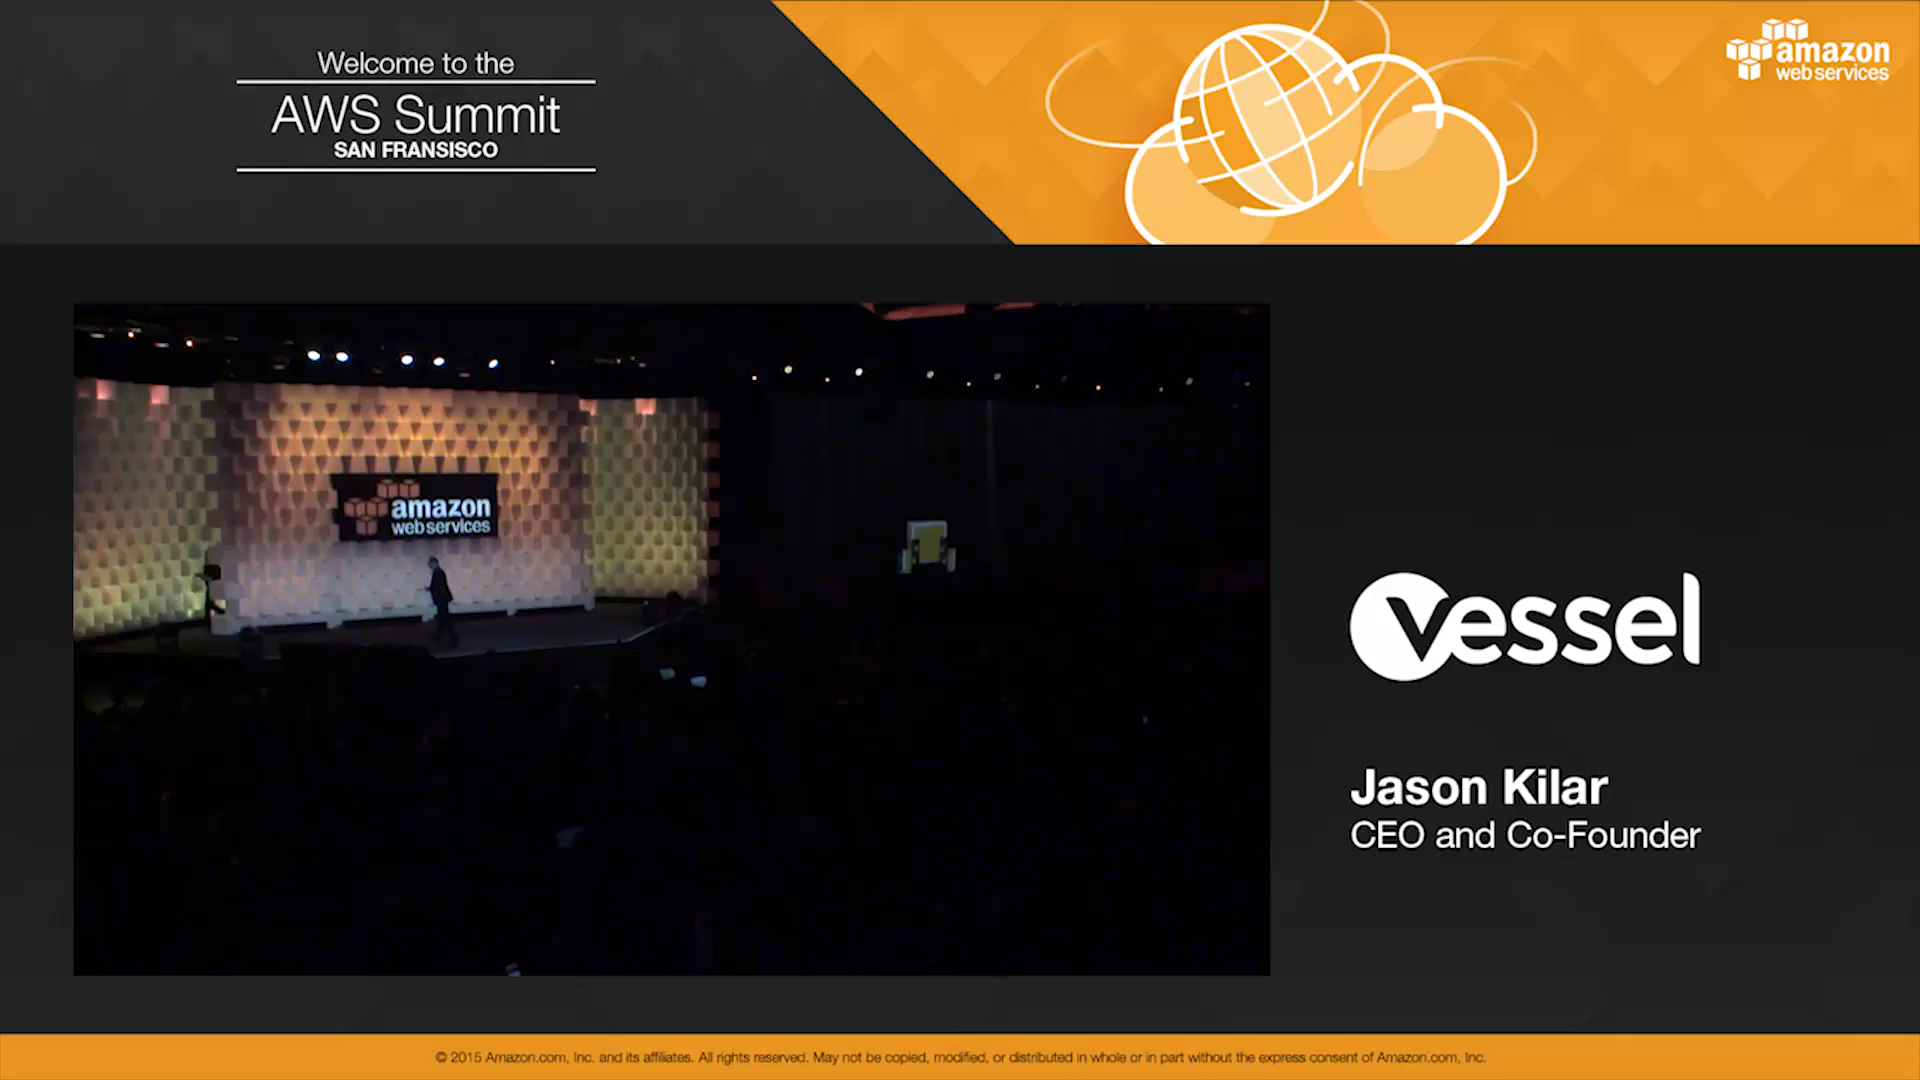 Welcome to the
AWS Summit
SAN FRANSISCO
amazon
web services
amazon
web services
vessel
Jason Kilar
CEO and Co-Founder
© 2015 Amazon.com, Inc. and its affiliates. All rights reserved. May not be copied, modified, or distributed in whole or in part without the express consent of Amazon.com, Inc.